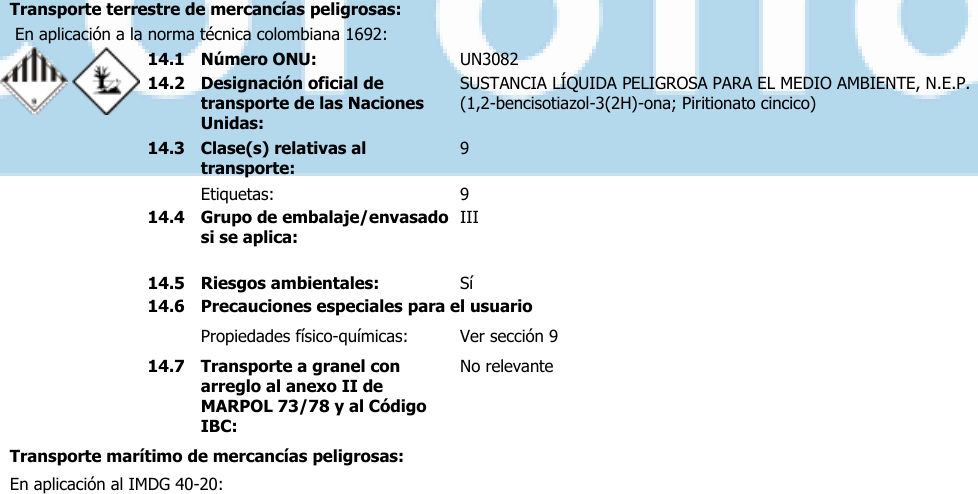 Transporte terrestre de mercancías peligrosas:
En aplicación a la norma técnica colombiana 1692:
14.1 Número ONU: UN3082
14.2 Designación oficial de SUSTANCIA LÍQUIDA PELIGROSA PARA EL MEDIO AMBIENTE, N.E.P.
transporte de las Naciones (1,2-bencisotiazol-3(2H)-ona; Piritionato cincico)
Unidas:
14.3 Clase(s) relativas al 9
transporte:
Etiquetas: 9
14.4 Grupo de embalaje/envasado III
si se aplica:
14.5 Riesgos ambientales: Sí
14.6 Precauciones especiales para el usuario
Propiedades físico-químicas: Ver sección 9
14.7 Transporte a granel con No relevante
arreglo al anexo II de
MARPOL 73/78 y al Código
IBC:
Transporte marítimo de mercancías peligrosas:
En aplicación al IMDG 40-20: